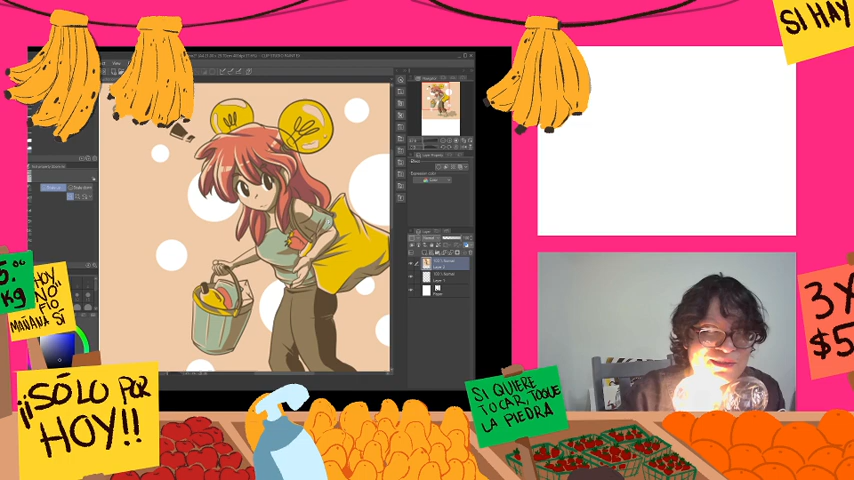 SI HAY
5.00
kg
HOY
NO
FIO
MAÑANA SÍ
¡¡SÓLO POR
HOY!!
SI QUIERE
TOCAR, TOQUE
LA PIEDRA
3X
$5